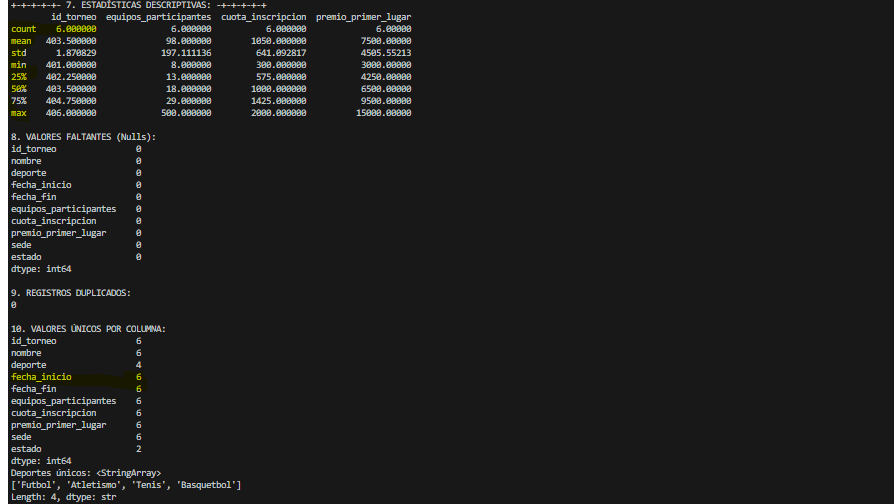 +-+-+-+-+- 7. ESTADÍSTICAS DESCRIPTIVAS: -+-+-+-+-+
id_torneo equipos_participantes cuota_inscripcion premio_primer_lugar
count 6.000000 6.000000 6.000000 6.00000
mean 403.500000 98.000000 1050.000000 7500.00000
std 1.870829 197.111136 641.092817 4505.55213
min 401.000000 8.000000 300.000000 3000.00000
25% 402.250000 13.000000 575.000000 4250.00000
50% 403.500000 18.000000 1000.000000 6500.00000
75% 404.750000 29.000000 1425.000000 9500.00000
max 406.000000 500.000000 2000.000000 15000.00000
8. VALORES FALTANTES (Nulls):
id_torneo 0
nombre 0
deporte 0
fecha_inicio 0
fecha_fin 0
equipos_participantes 0
cuota_inscripcion 0
premio_primer_lugar 0
sede 0
estado 0
dtype: int64
9. REGISTROS DUPLICADOS:
0
10. VALORES ÚNICOS POR COLUMNA:
id_torneo 6
nombre 6
deporte 4
fecha_inicio 6
fecha_fin 6
equipos_participantes 6
cuota_inscripcion 6
premio_primer_lugar 6
sede 6
estado 2
dtype: int64
Deportes únicos: <StringArray>
['Futbol', 'Atletismo', 'Tenis', 'Basquetbol']
Length: 4, dtype: str